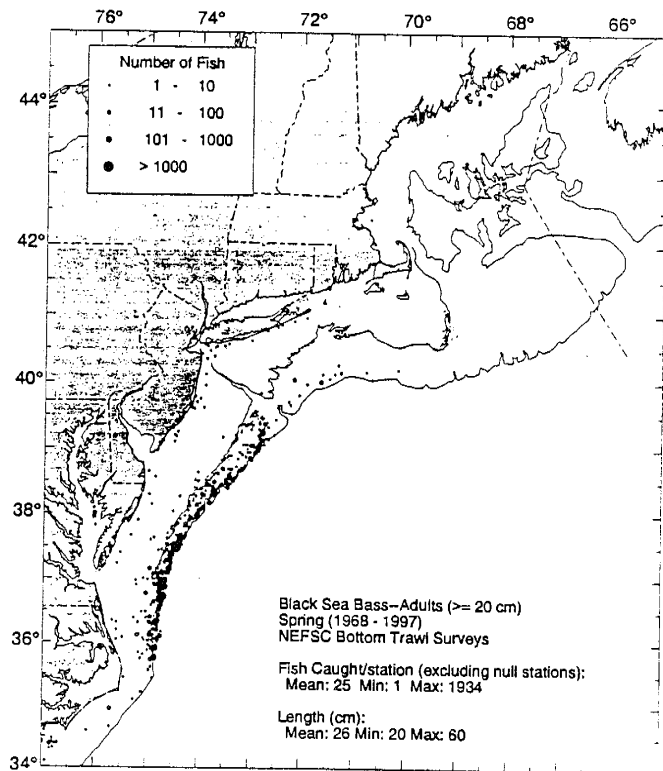 76° 74° 72° 70° 68° 66°
Number of Fish
1 - 10
11 - 100
101 - 1000
> 1000
44°
42°
40°
38°
36°
34°
Black Sea Bass--Adults (>= 20 cm)
Spring (1968 - 1997)
NEFSC Bottom Trawl Surveys
Fish Caught/station (excluding null stations):
Mean: 25 Min: 1 Max: 1934
Length (cm):
Mean: 26 Min: 20 Max: 60